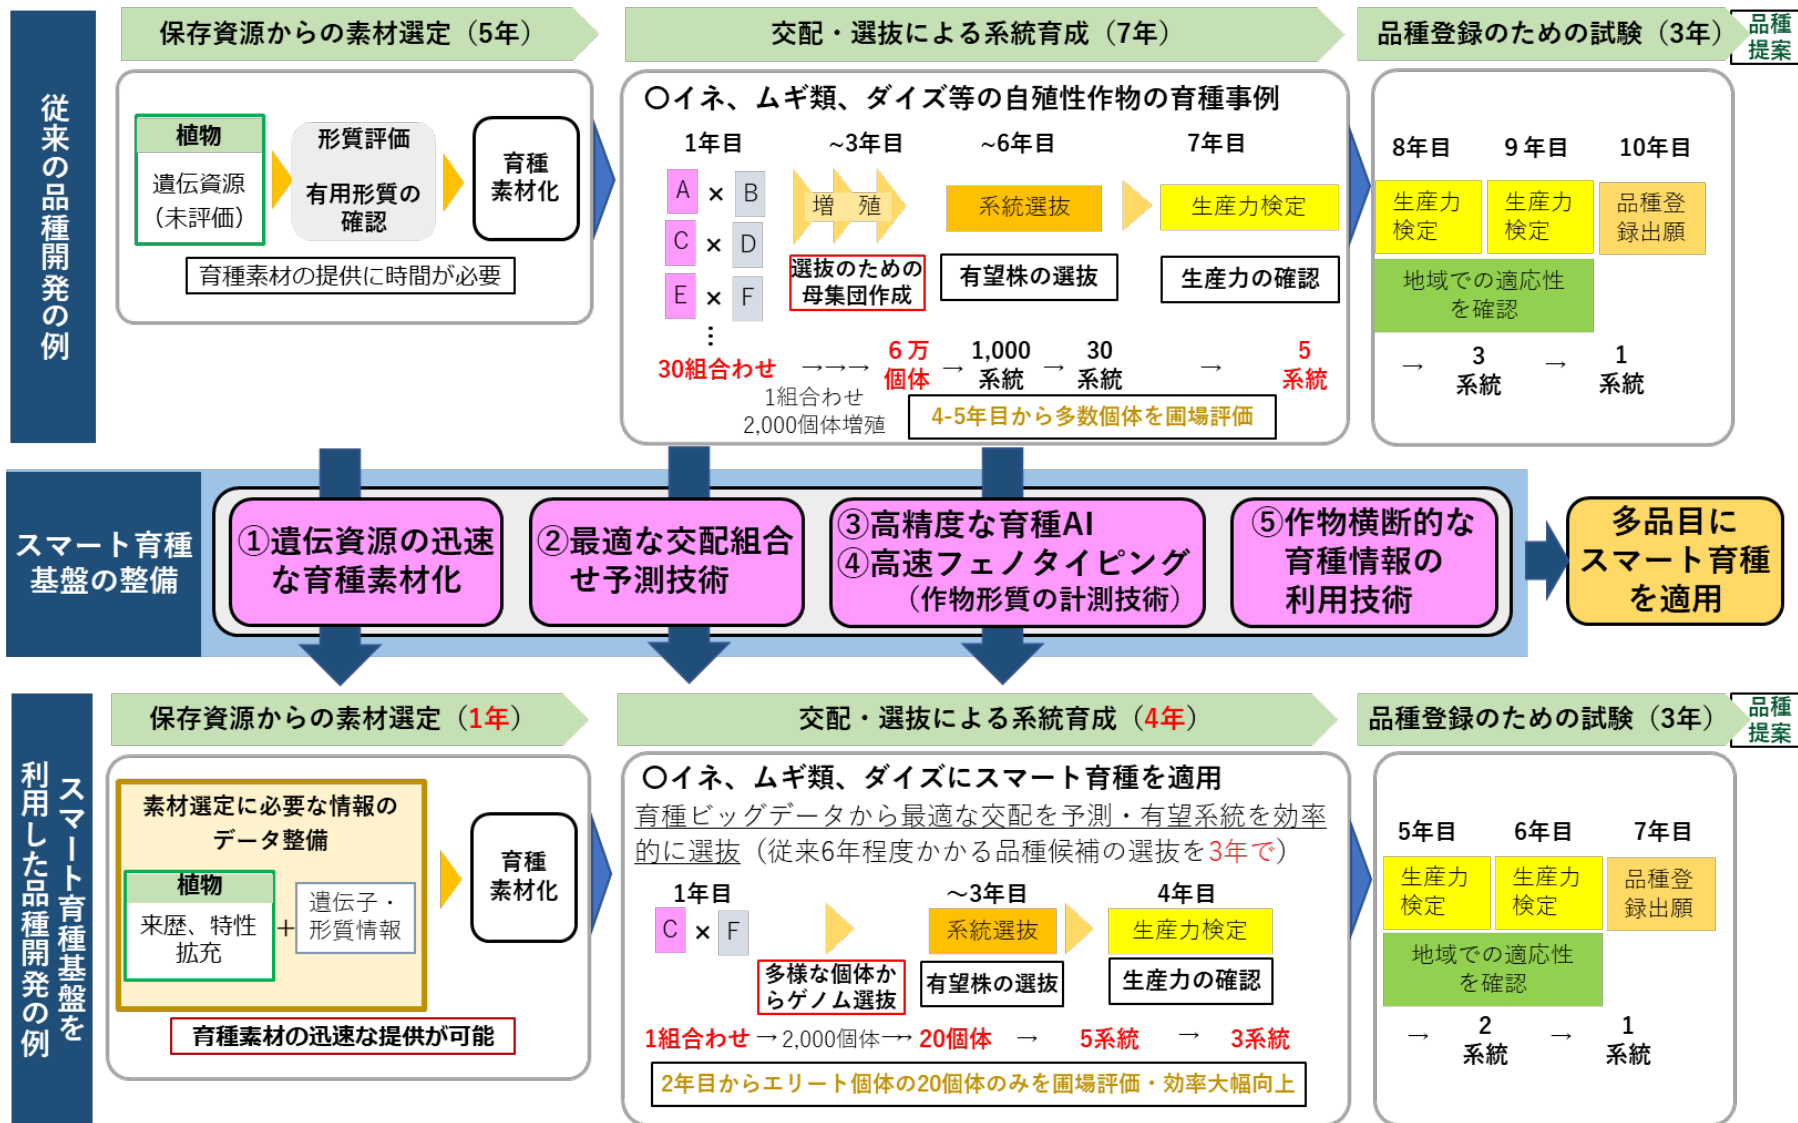 従来の品種開発の例
保存資源からの素材選定（5年）
植物
遺伝資源
（未評価）
形質評価
有用形質の
確認
育種
素材化
育種素材の提供に時間が必要
交配・選抜による系統育成（7年）
〇イネ、ムギ類、ダイズ等の自殖性作物の育種事例
1年目
~3年目
~6年目
7年目
A × B
C × D
E × F
⋮
増 殖
系統選抜
生産力検定
選抜のための
母集団作成
有望株の選抜
生産力の確認
30組合わせ
→→→
1組合わせ
2,000個体増殖
６万
個体
→
1,000
系統
→
30
系統
→
5
系統
4-5年目から多数個体を圃場評価
品種登録のための試験（3年）
品種
提案
8年目
９年目
10年目
生産力
検定
生産力
検定
品種登
録出願
地域での適応性
を確認
→
3
系統
→
1
系統
スマート育種
基盤の整備
①遺伝資源の迅速
な育種素材化
②最適な交配組合
せ予測技術
③高精度な育種AI
④高速フェノタイピング
（作物形質の計測技術）
⑤作物横断的な
育種情報の
利用技術
多品目に
スマート育種
を適用
スマート育種基盤を
利用した品種開発の例
保存資源からの素材選定（1年）
素材選定に必要な情報の
データ整備
植物
来歴、特性
拡充
+
遺伝子・
形質情報
育種
素材化
育種素材の迅速な提供が可能
交配・選抜による系統育成（4年）
〇イネ、ムギ類、ダイズにスマート育種を適用
育種ビッグデータから最適な交配を予測・有望系統を効率
的に選抜（従来6年程度かかる品種候補の選抜を3年で）
1年目
～3年目
4年目
C × F
系統選抜
生産力検定
多様な個体か
らゲノム選抜
有望株の選抜
生産力の確認
1組合わせ → 2,000個体 →→ 20個体 → 5系統 → 3系統
2年目からエリート個体の20個体のみを圃場評価・効率大幅向上
品種登録のための試験（3年）
品種
提案
5年目
6年目
7年目
生産力
検定
生産力
検定
品種登
録出願
地域での適応性
を確認
→
2
系統
→
1
系統